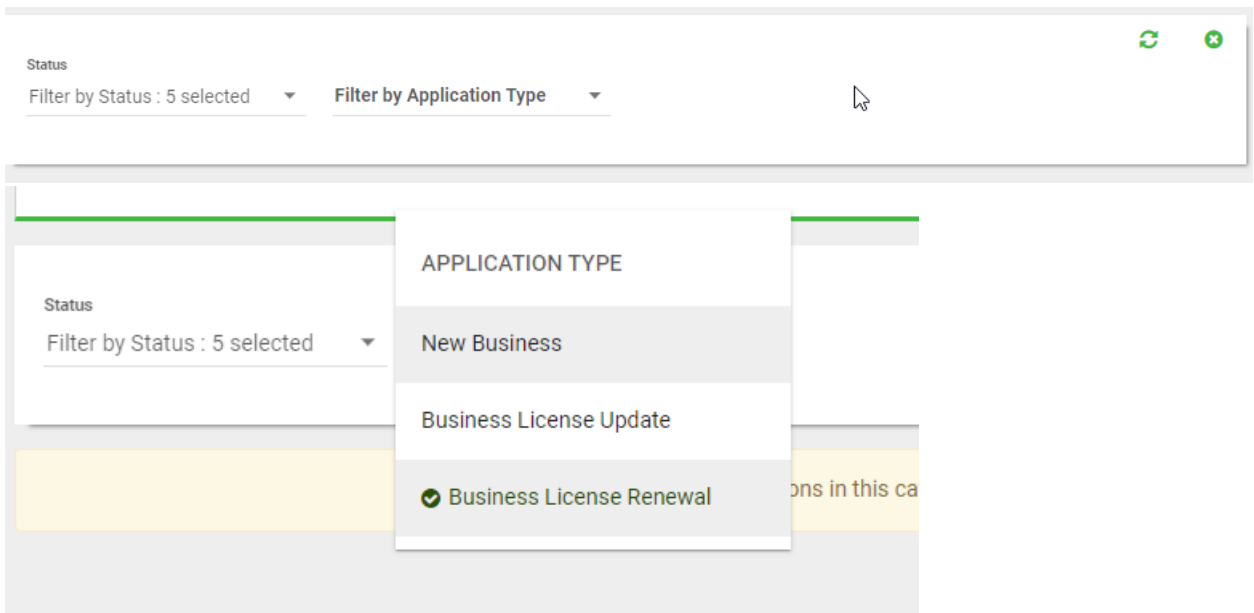 Status
Filter by Status : 5 selected
Filter by Application Type
APPLICATION TYPE
Status
Filter by Status : 5 selected
New Business
Business License Update
Business License Renewal
ons in this ca